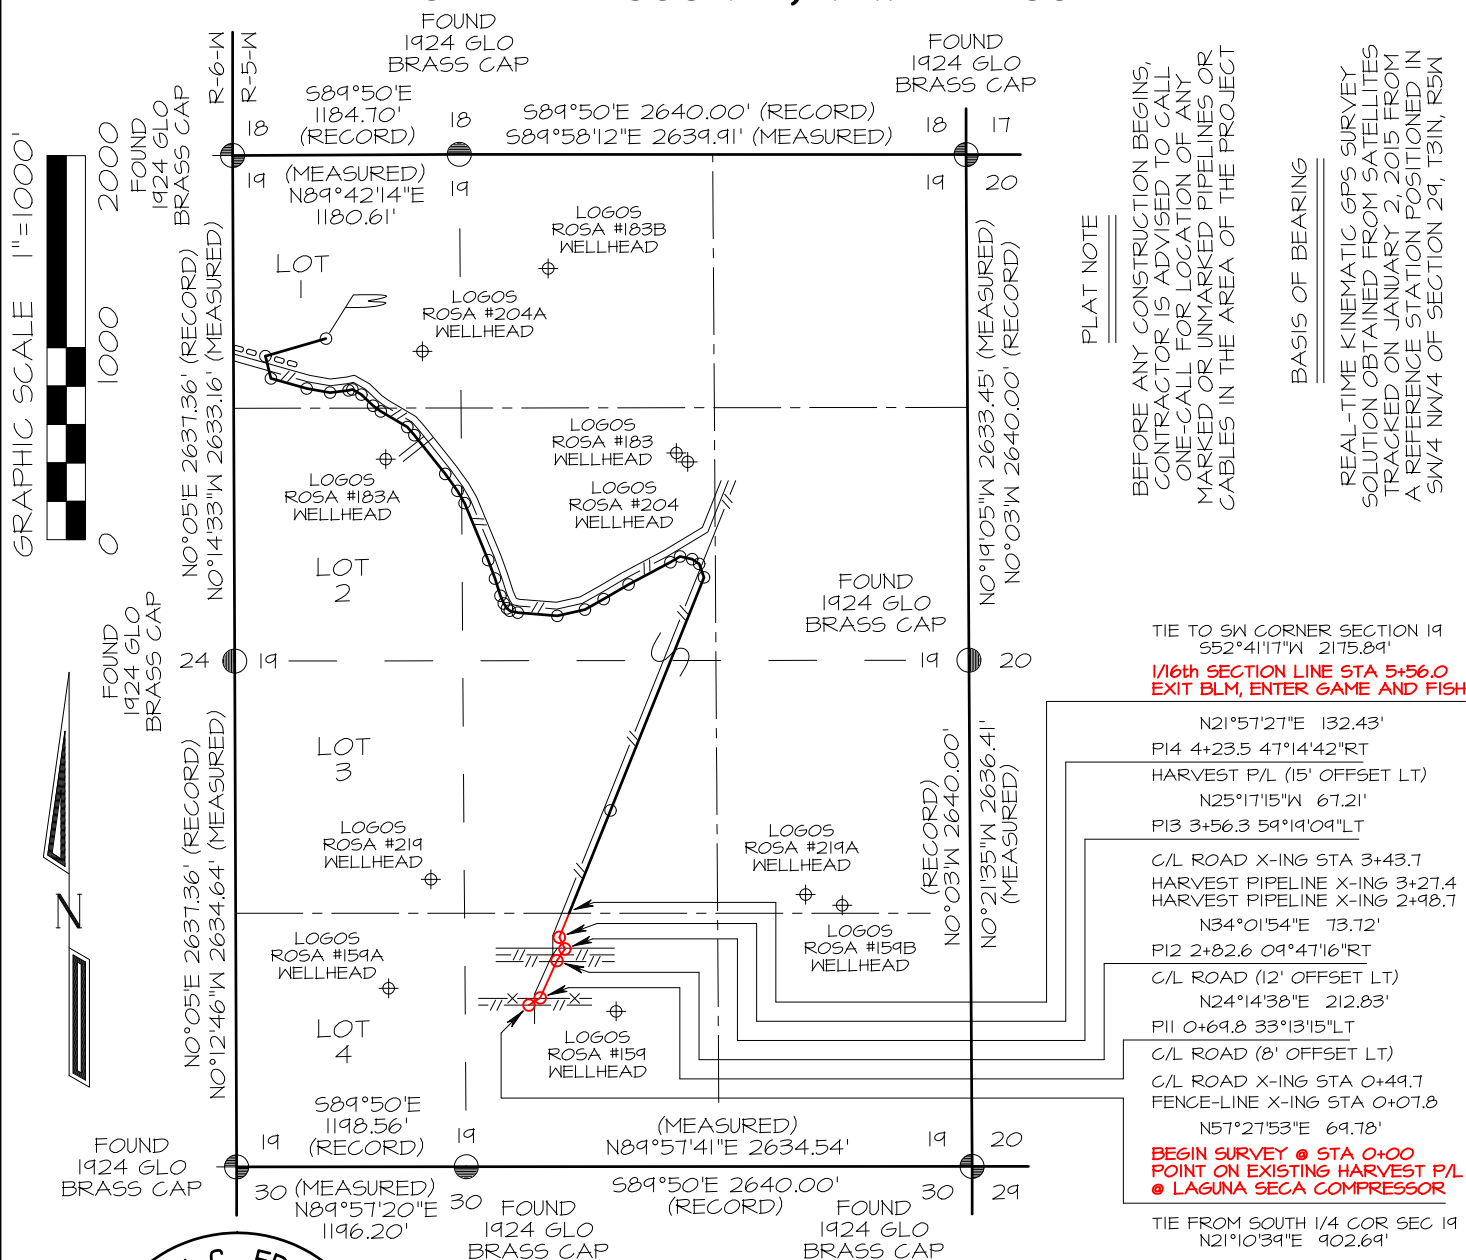 FOUND
1924 GLO
BRASS CAP
FOUND
1924 GLO
BRASS CAP
R-6-W
R-5-W
FOUND
1924 GLO
BRASS CAP
S89°50'E
1184.70'
(RECORD)
S89°50'E 2640.00' (RECORD)
S89°58'12"E 2639.91' (MEASURED)
18
18
18
17
19
19
19
20
(MEASURED)
N89°42'14"E
1180.61'
GRAPHIC SCALE 1"=1000'
2000
1000
0
N0°05'E 2637.36' (RECORD)
N0°14'33"W 2633.16' (MEASURED)
LOT
1
LOGOS
ROSA #183B
WELLHEAD
LOGOS
ROSA #204A
WELLHEAD
LOGOS
ROSA #183
WELLHEAD
LOGOS
ROSA #183A
WELLHEAD
LOGOS
ROSA #204
WELLHEAD
N0°19'05"W 2633.45' (MEASURED)
N0°03'W 2640.00' (RECORD)
PLAT NOTE
BEFORE ANY CONSTRUCTION BEGINS,
CONTRACTOR IS ADVISED TO CALL
ONE-CALL FOR LOCATION OF ANY
MARKED OR UNMARKED PIPELINES OR
CABLES IN THE AREA OF THE PROJECT
BASIS OF BEARING
REAL-TIME KINEMATIC GPS SURVEY
SOLUTION OBTAINED FROM SATELLITES
TRACKED ON JANUARY 2, 2015 FROM
A REFERENCE STATION POSITIONED IN
SW/4 NW/4 OF SECTION 29, T31N, R5W
LOT
2
FOUND
1924 GLO
BRASS CAP
FOUND
1924 GLO
BRASS CAP
24
19
19
20
LOT
3
N
N0°05'E 2637.36' (RECORD)
N0°12'46"W 2634.64' (MEASURED)
LOGOS
ROSA #219
WELLHEAD
LOGOS
ROSA #219A
WELLHEAD
(RECORD)
N0°03'W 2640.00'
N0°21'35"W 2636.41'
(MEASURED)
LOGOS
ROSA #159A
WELLHEAD
LOGOS
ROSA #159B
WELLHEAD
LOT
4
LOGOS
ROSA #159
WELLHEAD
TIE TO SW CORNER SECTION 19
S52°41'17"W 2175.89'
1/16th SECTION LINE STA 5+56.0
EXIT BLM, ENTER GAME AND FISH
N21°57'27"E 132.43'
PI4 4+23.5 47°14'42"RT
HARVEST P/L (15' OFFSET LT)
N25°17'15"W 67.21'
PI3 3+56.3 59°19'09"LT
C/L ROAD X-ING STA 3+43.7
HARVEST PIPELINE X-ING 3+27.4
HARVEST PIPELINE X-ING 2+98.7
N34°01'54"E 73.72'
PI2 2+82.6 09°47'16"RT
C/L ROAD (12' OFFSET LT)
N24°14'38"E 212.83'
PI1 0+69.8 33°13'15"LT
C/L ROAD (8' OFFSET LT)
C/L ROAD X-ING STA 0+49.7
FENCE-LINE X-ING STA 0+07.8
N57°27'53"E 69.78'
BEGIN SURVEY @ STA 0+00
POINT ON EXISTING HARVEST P/L
@ LAGUNA SECA COMPRESSOR
TIE FROM SOUTH 1/4 COR SEC 19
N21°10'39"E 902.69'
S89°50'E
1198.56'
(RECORD)
(MEASURED)
N89°57'41"E 2634.54'
19
19
19
20
FOUND
1924 GLO
BRASS CAP
30
30
30
29
(MEASURED)
N89°57'20"E
1196.20'
S89°50'E 2640.00'
(RECORD)
FOUND
1924 GLO
BRASS CAP
FOUND
1924 GLO
BRASS CAP